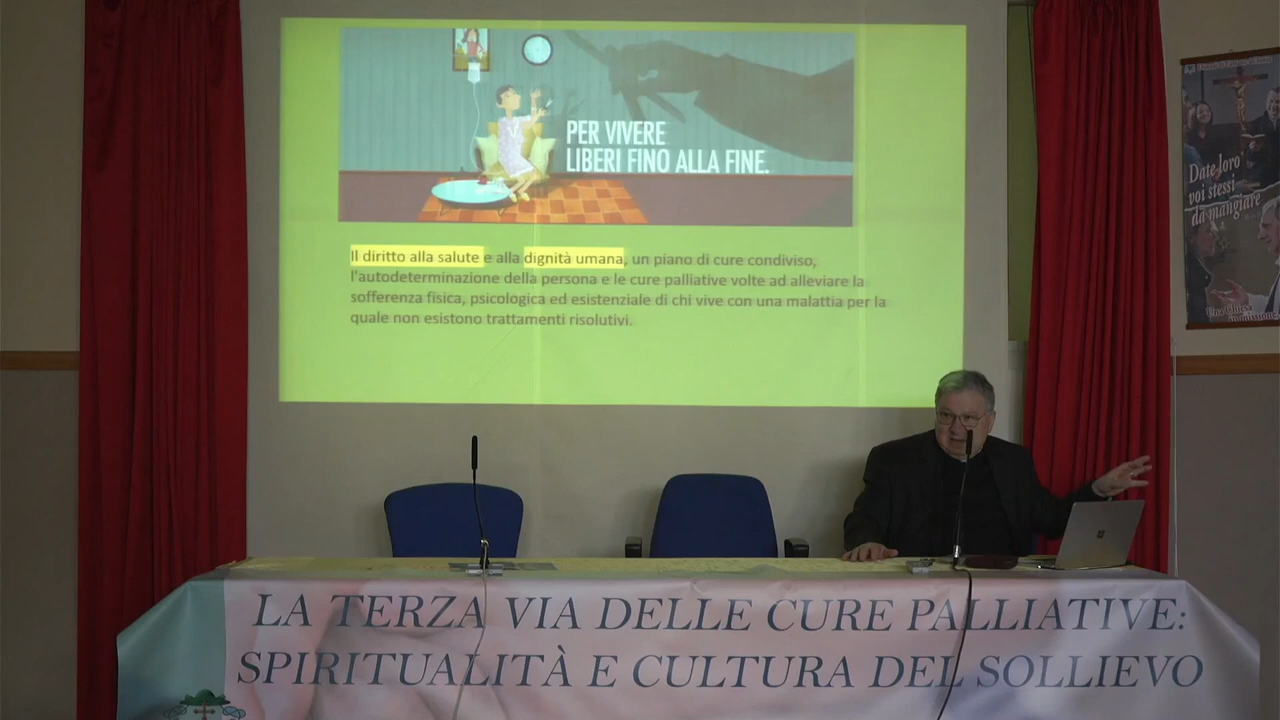 PER VIVERE
LIBERI FINO ALLA FINE.
Il diritto alla salute e alla dignità umana, un piano di cure condiviso,
l'autodeterminazione della persona e le cure palliative volte ad alleviare la
sofferenza fisica, psicologica ed esistenziale di chi vive con una malattia per la
quale non esistono trattamenti risolutivi.
Date loro
voi stessi
da mangiare
LA TERZA VIA DELLE CURE PALLIATIVE:
SPIRITUALITÀ E CULTURA DEL SOLLIEVO